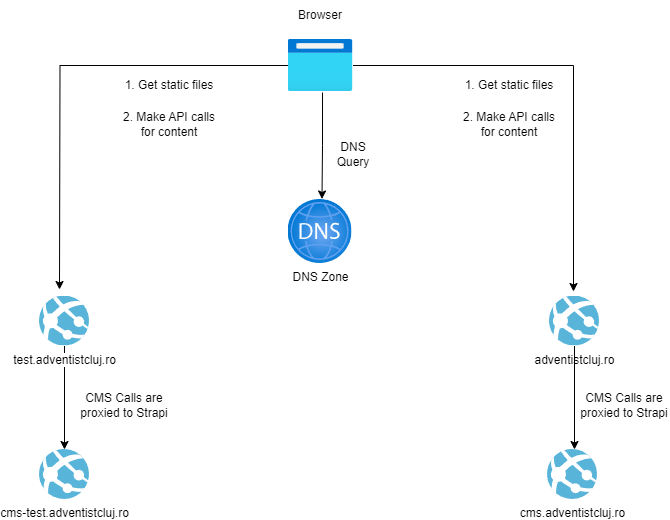 Browser
1. Get static files
2. Make API calls
for content
1. Get static files
2. Make API calls
for content
DNS
Query
DNS
DNS Zone
test.adventistcluj.ro
adventistcluj.ro
CMS Calls are
proxied to Strapi
CMS Calls are
proxied to Strapi
cms-test.adventistcluj.ro
cms.adventistcluj.ro